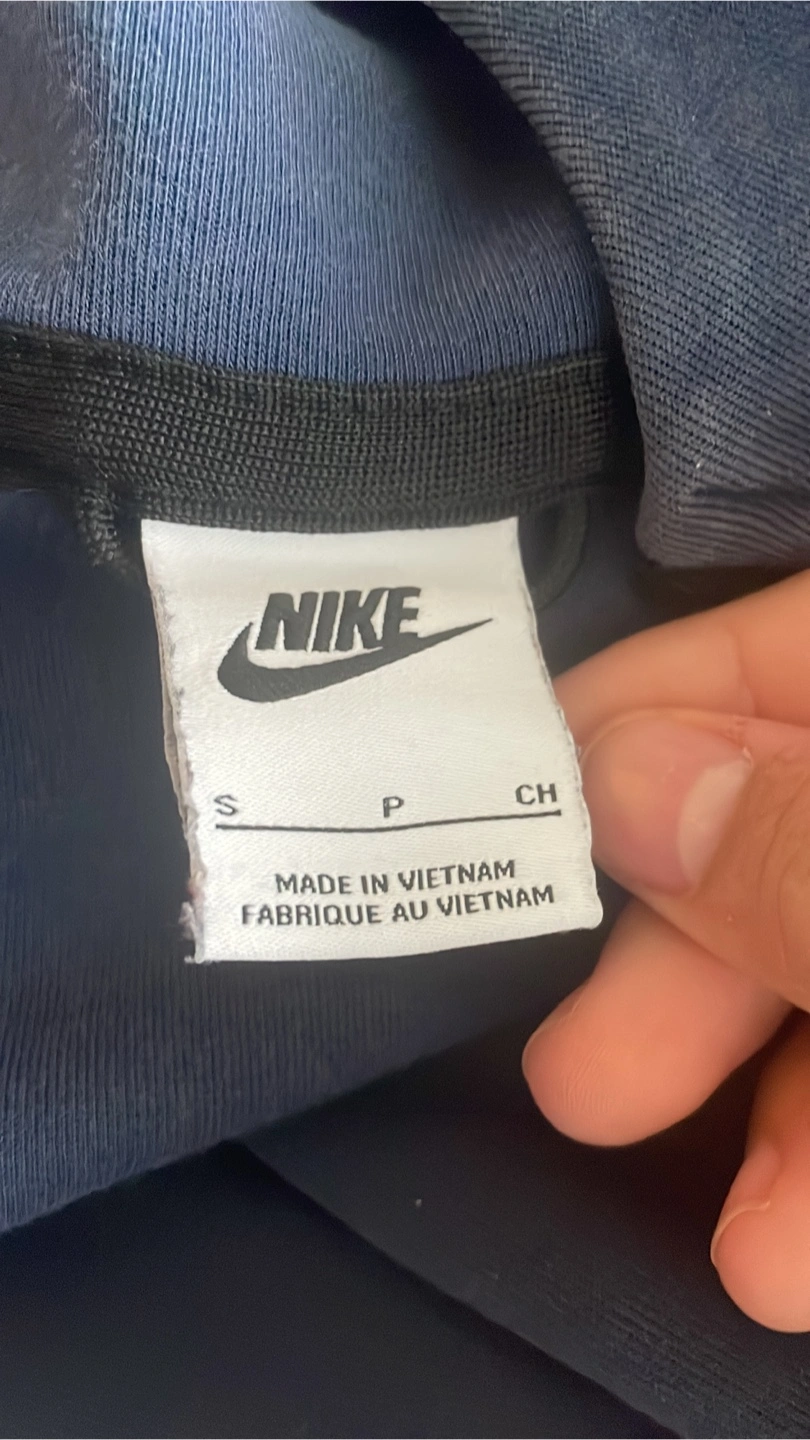 NIKE
S P CH
MADE IN VIETNAM
FABRIQUE AU VIETNAM